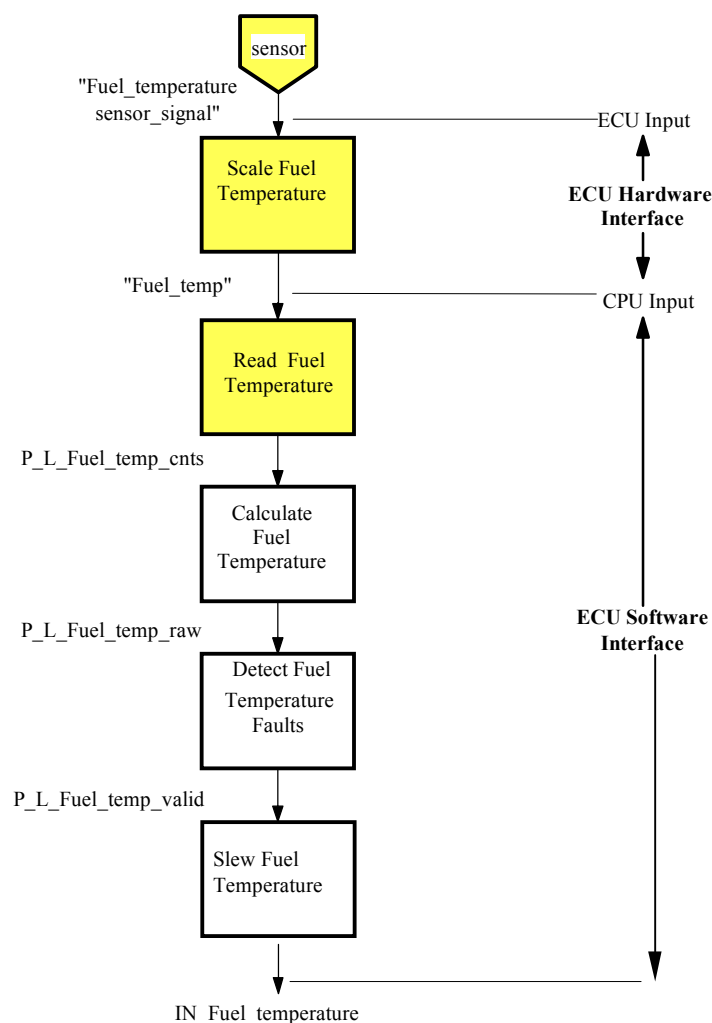 sensor
"Fuel_temperature
sensor_signal"
ECU Input
Scale Fuel
Temperature
ECU Hardware
Interface
"Fuel_temp"
CPU Input
Read Fuel
Temperature
P_L_Fuel_temp_cnts
Calculate
Fuel
Temperature
P_L_Fuel_temp_raw
ECU Software
Interface
Detect Fuel
Temperature
Faults
P_L_Fuel_temp_valid
Slew Fuel
Temperature
IN_Fuel_temperature